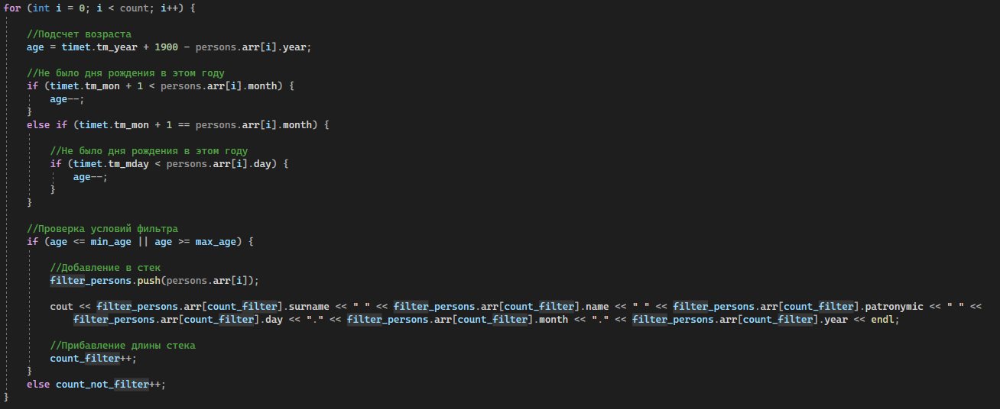 for (int i = 0; i < count; i++) {
//Подсчет возраста
age = timet.tm_year + 1900 - persons.arr[i].year;
//Не было дня рождения в этом году
if (timet.tm_mon + 1 < persons.arr[i].month) {
age--;
}
else if (timet.tm_mon + 1 == persons.arr[i].month) {
//Не было дня рождения в этом году
if (timet.tm_mday < persons.arr[i].day) {
age--;
}
}
//Проверка условий фильтра
if (age <= min_age || age >= max_age) {
//Добавление в стек
filter_persons.push(persons.arr[i]);
cout << filter_persons.arr[count_filter].surname << " " << filter_persons.arr[count_filter].name << " " << filter_persons.arr[count_filter].patronymic << " " <<
filter_persons.arr[count_filter].day << "." << filter_persons.arr[count_filter].month << "." << filter_persons.arr[count_filter].year << endl;
//Прибавление длины стека
count_filter++;
}
else count_not_filter++;
}